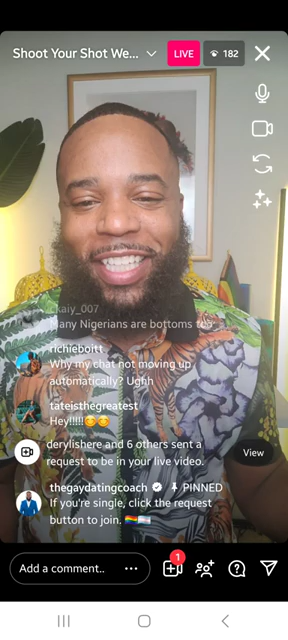 Shoot Your Shot We...
LIVE
182
kaiy_007
Many Nigerians are bottoms too
richieboitt
Why my chat not moving up
automatically? Ughh
tateisthegreatest
Hey!!!!!😊😊
derylishere and 6 others sent a
request to be in your live video.
View
thegaydatingcoach PINNED
If you're single, click the request
button to join. 🏳️‍🌈🏳️‍⚧️
Add a comment..
1